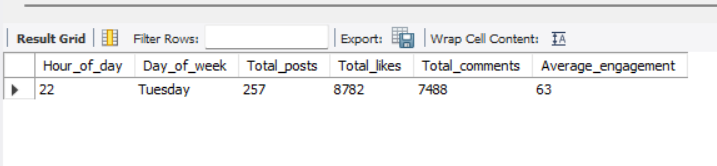 Result Grid Filter Rows: Export: Wrap Cell Content: IA
Hour_of_day Day_of_week Total_posts Total_likes Total_comments Average_engagement
22 Tuesday 257 8782 7488 63